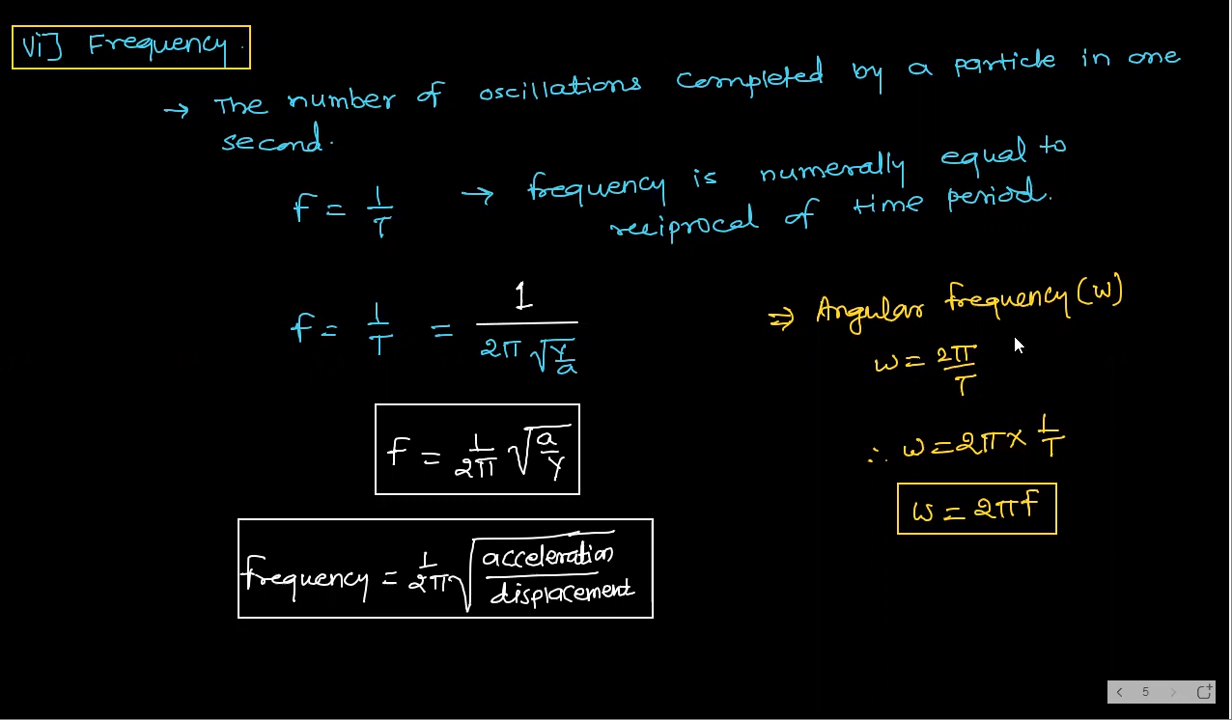 vi] Frequency.
→ The number of oscillations completed by a particle in one
second.
f = 1/T → frequency is numerally equal to
reciprocal of time period.
f = 1/T = 1/(2π √(y/a))
f = 1/2π √(a/y)
frequency = 1/2π √(acceleration/displacement)
⇒ Angular frequency (w)
w = 2π/T
∴ w = 2π × 1/T
w = 2πf
5